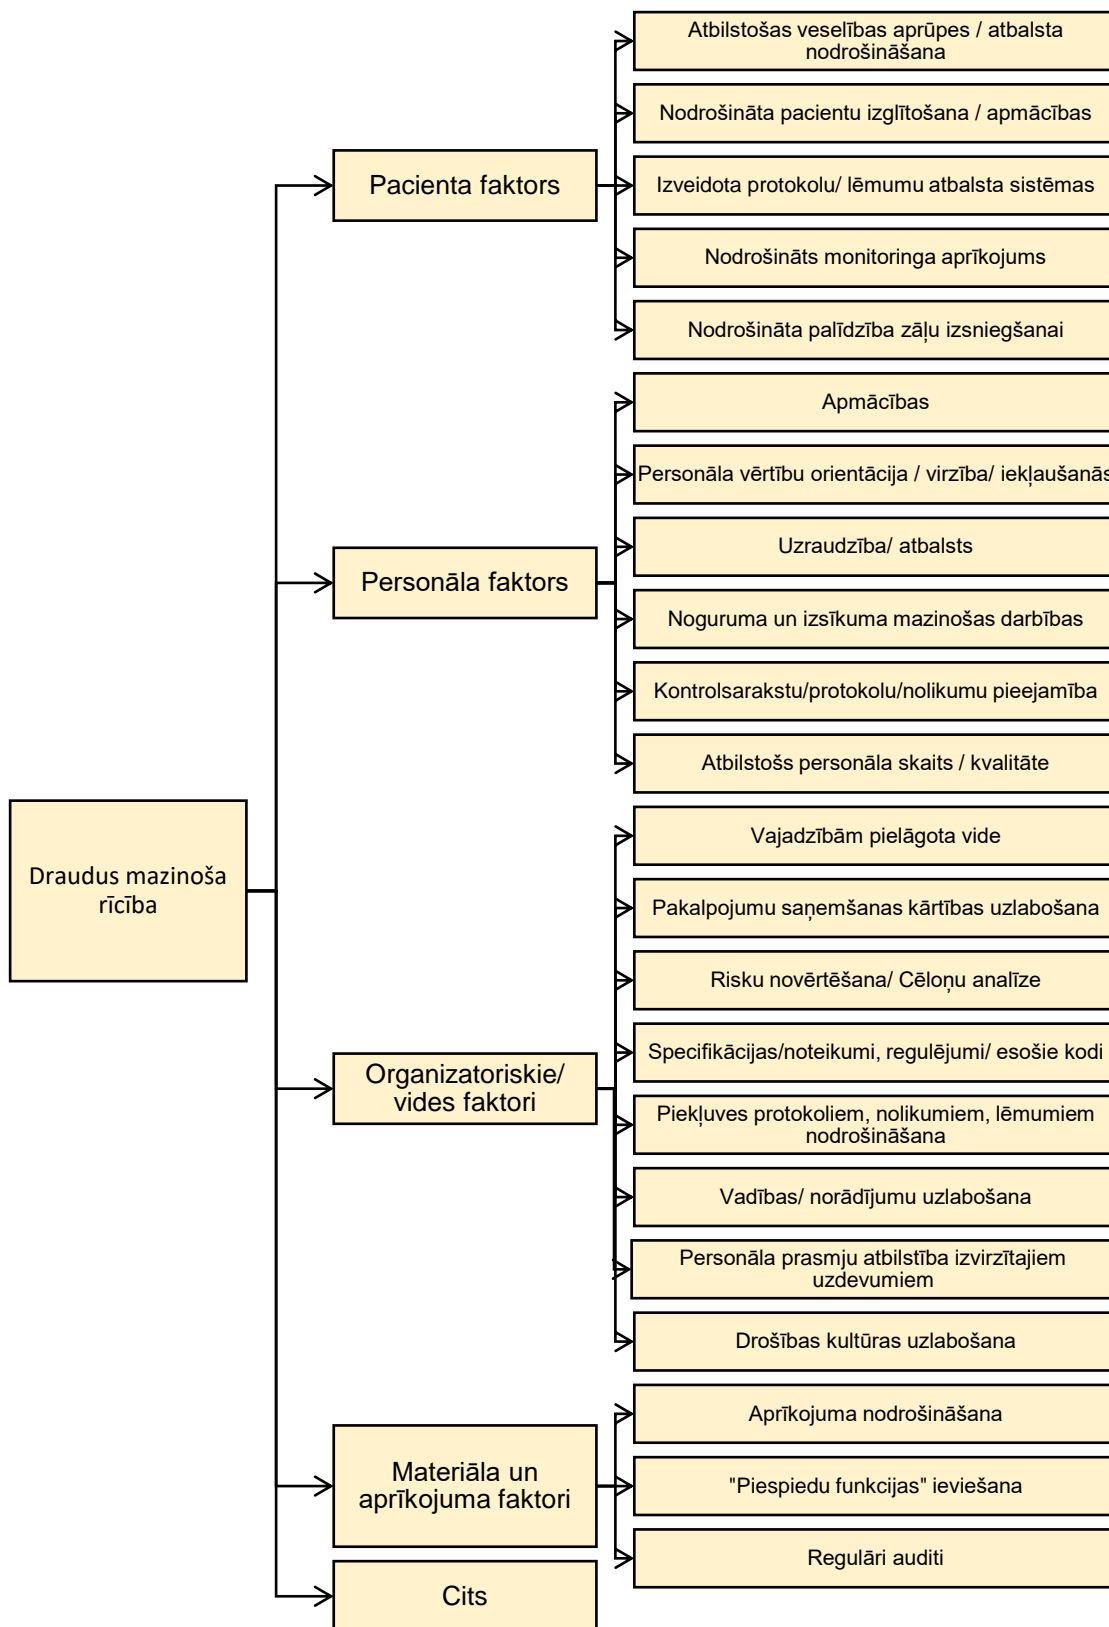 Draudus mazinoša
rīcība
Pacienta faktors
Atbilstošas veselības aprūpes / atbalsta
nodrošināšana
Nodrošināta pacientu izglītošana / apmācības
Izveidota protokolu/ lēmumu atbalsta sistēmas
Nodrošināts monitoringa aprīkojums
Nodrošināta palīdzība zāļu izsniegšanai
Personāla faktors
Apmācības
Personāla vērtību orientācija / virzība/ iekļaušanās
Uzraudzība/ atbalsts
Noguruma un izsīkuma mazinošas darbības
Kontrolsarakstu/protokolu/nolikumu pieejamība
Atbilstošs personāla skaits / kvalitāte
Organizatoriskie/
vides faktori
Vajadzībām pielāgota vide
Pakalpojumu saņemšanas kārtības uzlabošana
Risku novērtēšana/ Cēloņu analīze
Specifikācijas/noteikumi, regulējumi/ esošie kodi
Piekļuves protokoliem, nolikumiem, lēmumiem
nodrošināšana
Vadības/ norādījumu uzlabošana
Personāla prasmju atbilstība izvirzītajiem
uzdevumiem
Drošības kultūras uzlabošana
Materiāla un
aprīkojuma faktori
Aprīkojuma nodrošināšana
"Piespiedu funkcijas" ieviešana
Regulāri auditi
Cits